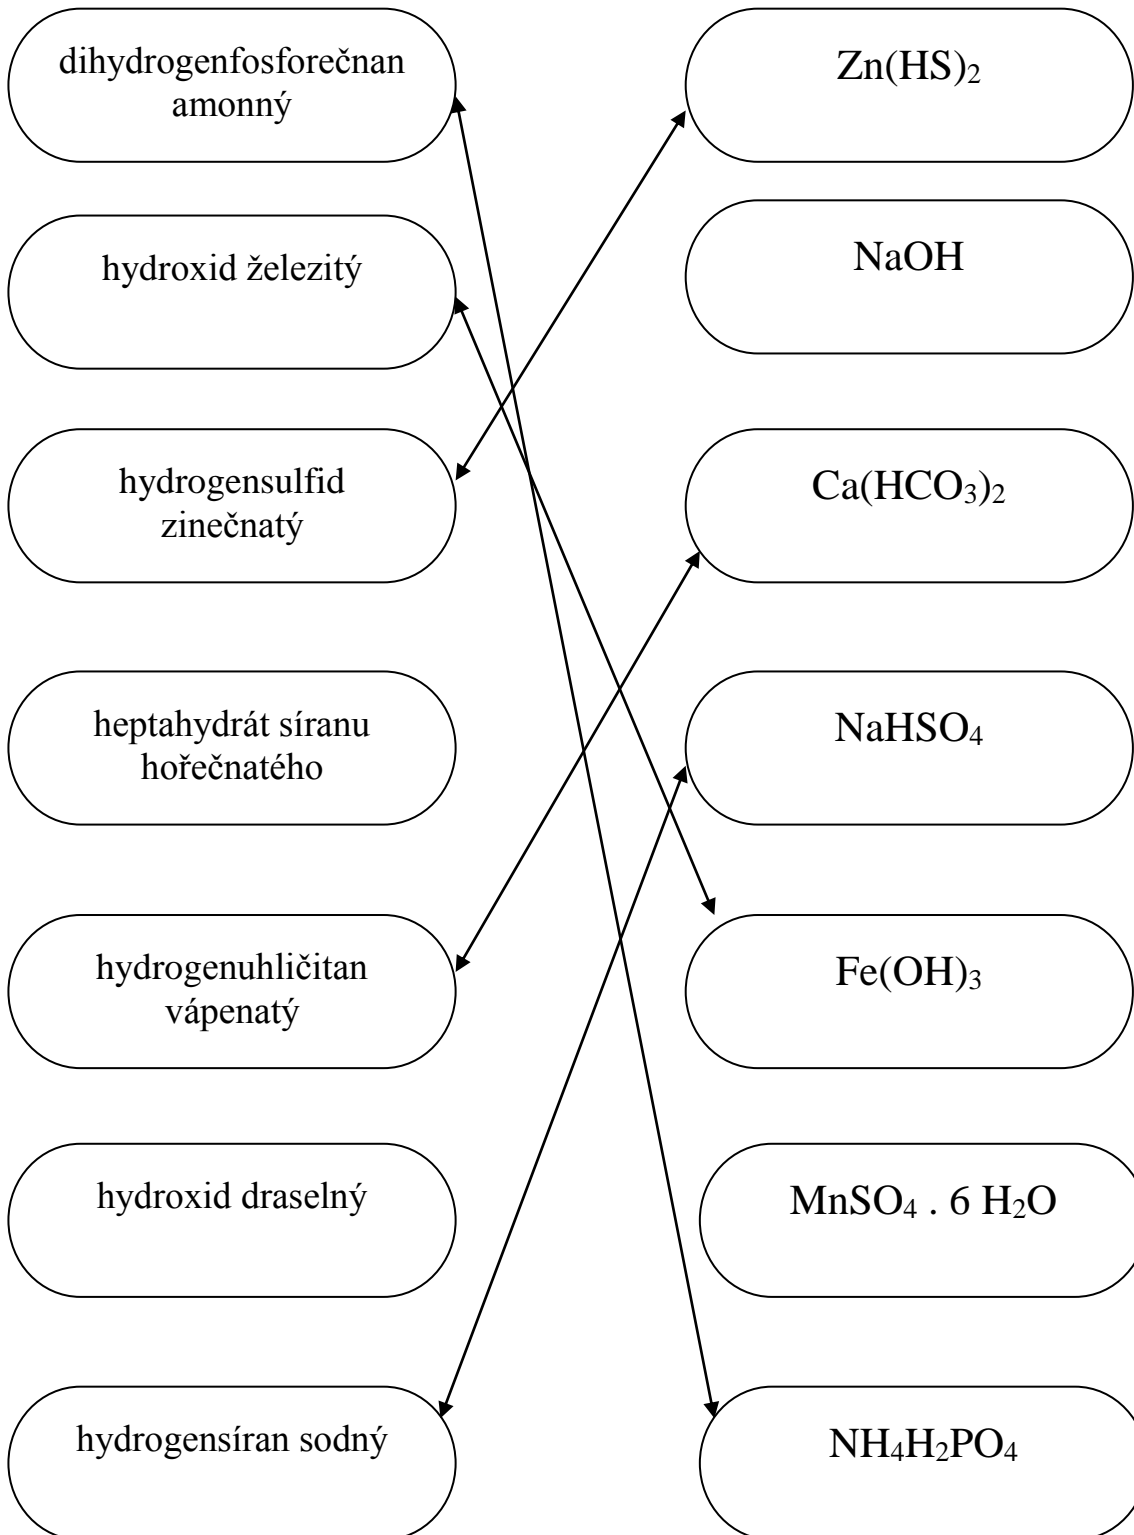 dihydrogenfosforečnan
amonný
Zn(HS)₂
hydroxid železitý
NaOH
hydrogensulfid
zinečnatý
Ca(HCO₃)₂
heptahydrát síranu
hořečnatého
NaHSO₄
hydrogenuhličitan
vápenatý
Fe(OH)₃
hydroxid draselný
MnSO₄ . 6 H₂O
hydrogensíran sodný
NH₄H₂PO₄